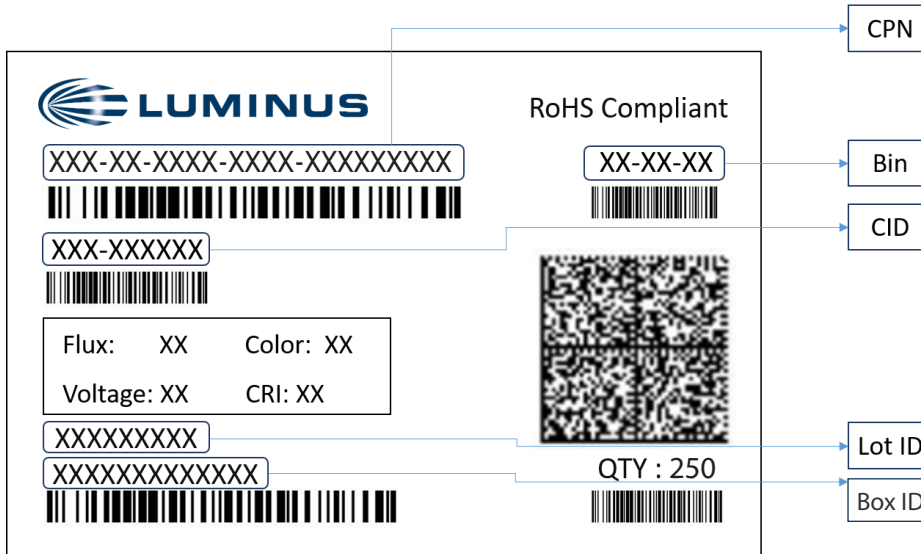 CPN
LUMINUS
RoHS Compliant
XXX-XX-XXXX-XXXX-XXXXXXXXX
XX-XX-XX
Bin
XXX-XXXXXX
CID
Flux: XX Color: XX
Voltage: XX CRI: XX
XXXXXXXXX
Lot ID
XXXXXXXXXXXXX
QTY : 250
Box ID